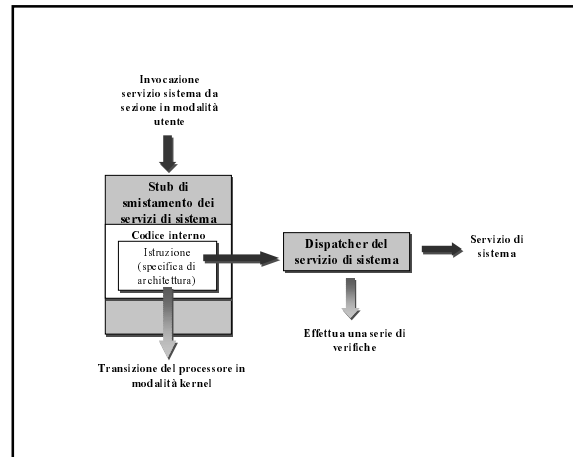 Invocazione
servizio sistema da
sezione in modalità
utente
Stub di
smistamento dei
servizi di sistema
Codice interno
Istruzione
(specifica di
architettura)
Dispatcher del
servizio di sistema
Servizio di
sistema
Effettua una serie di
verifiche
Transizione del processore in
modalità kernel